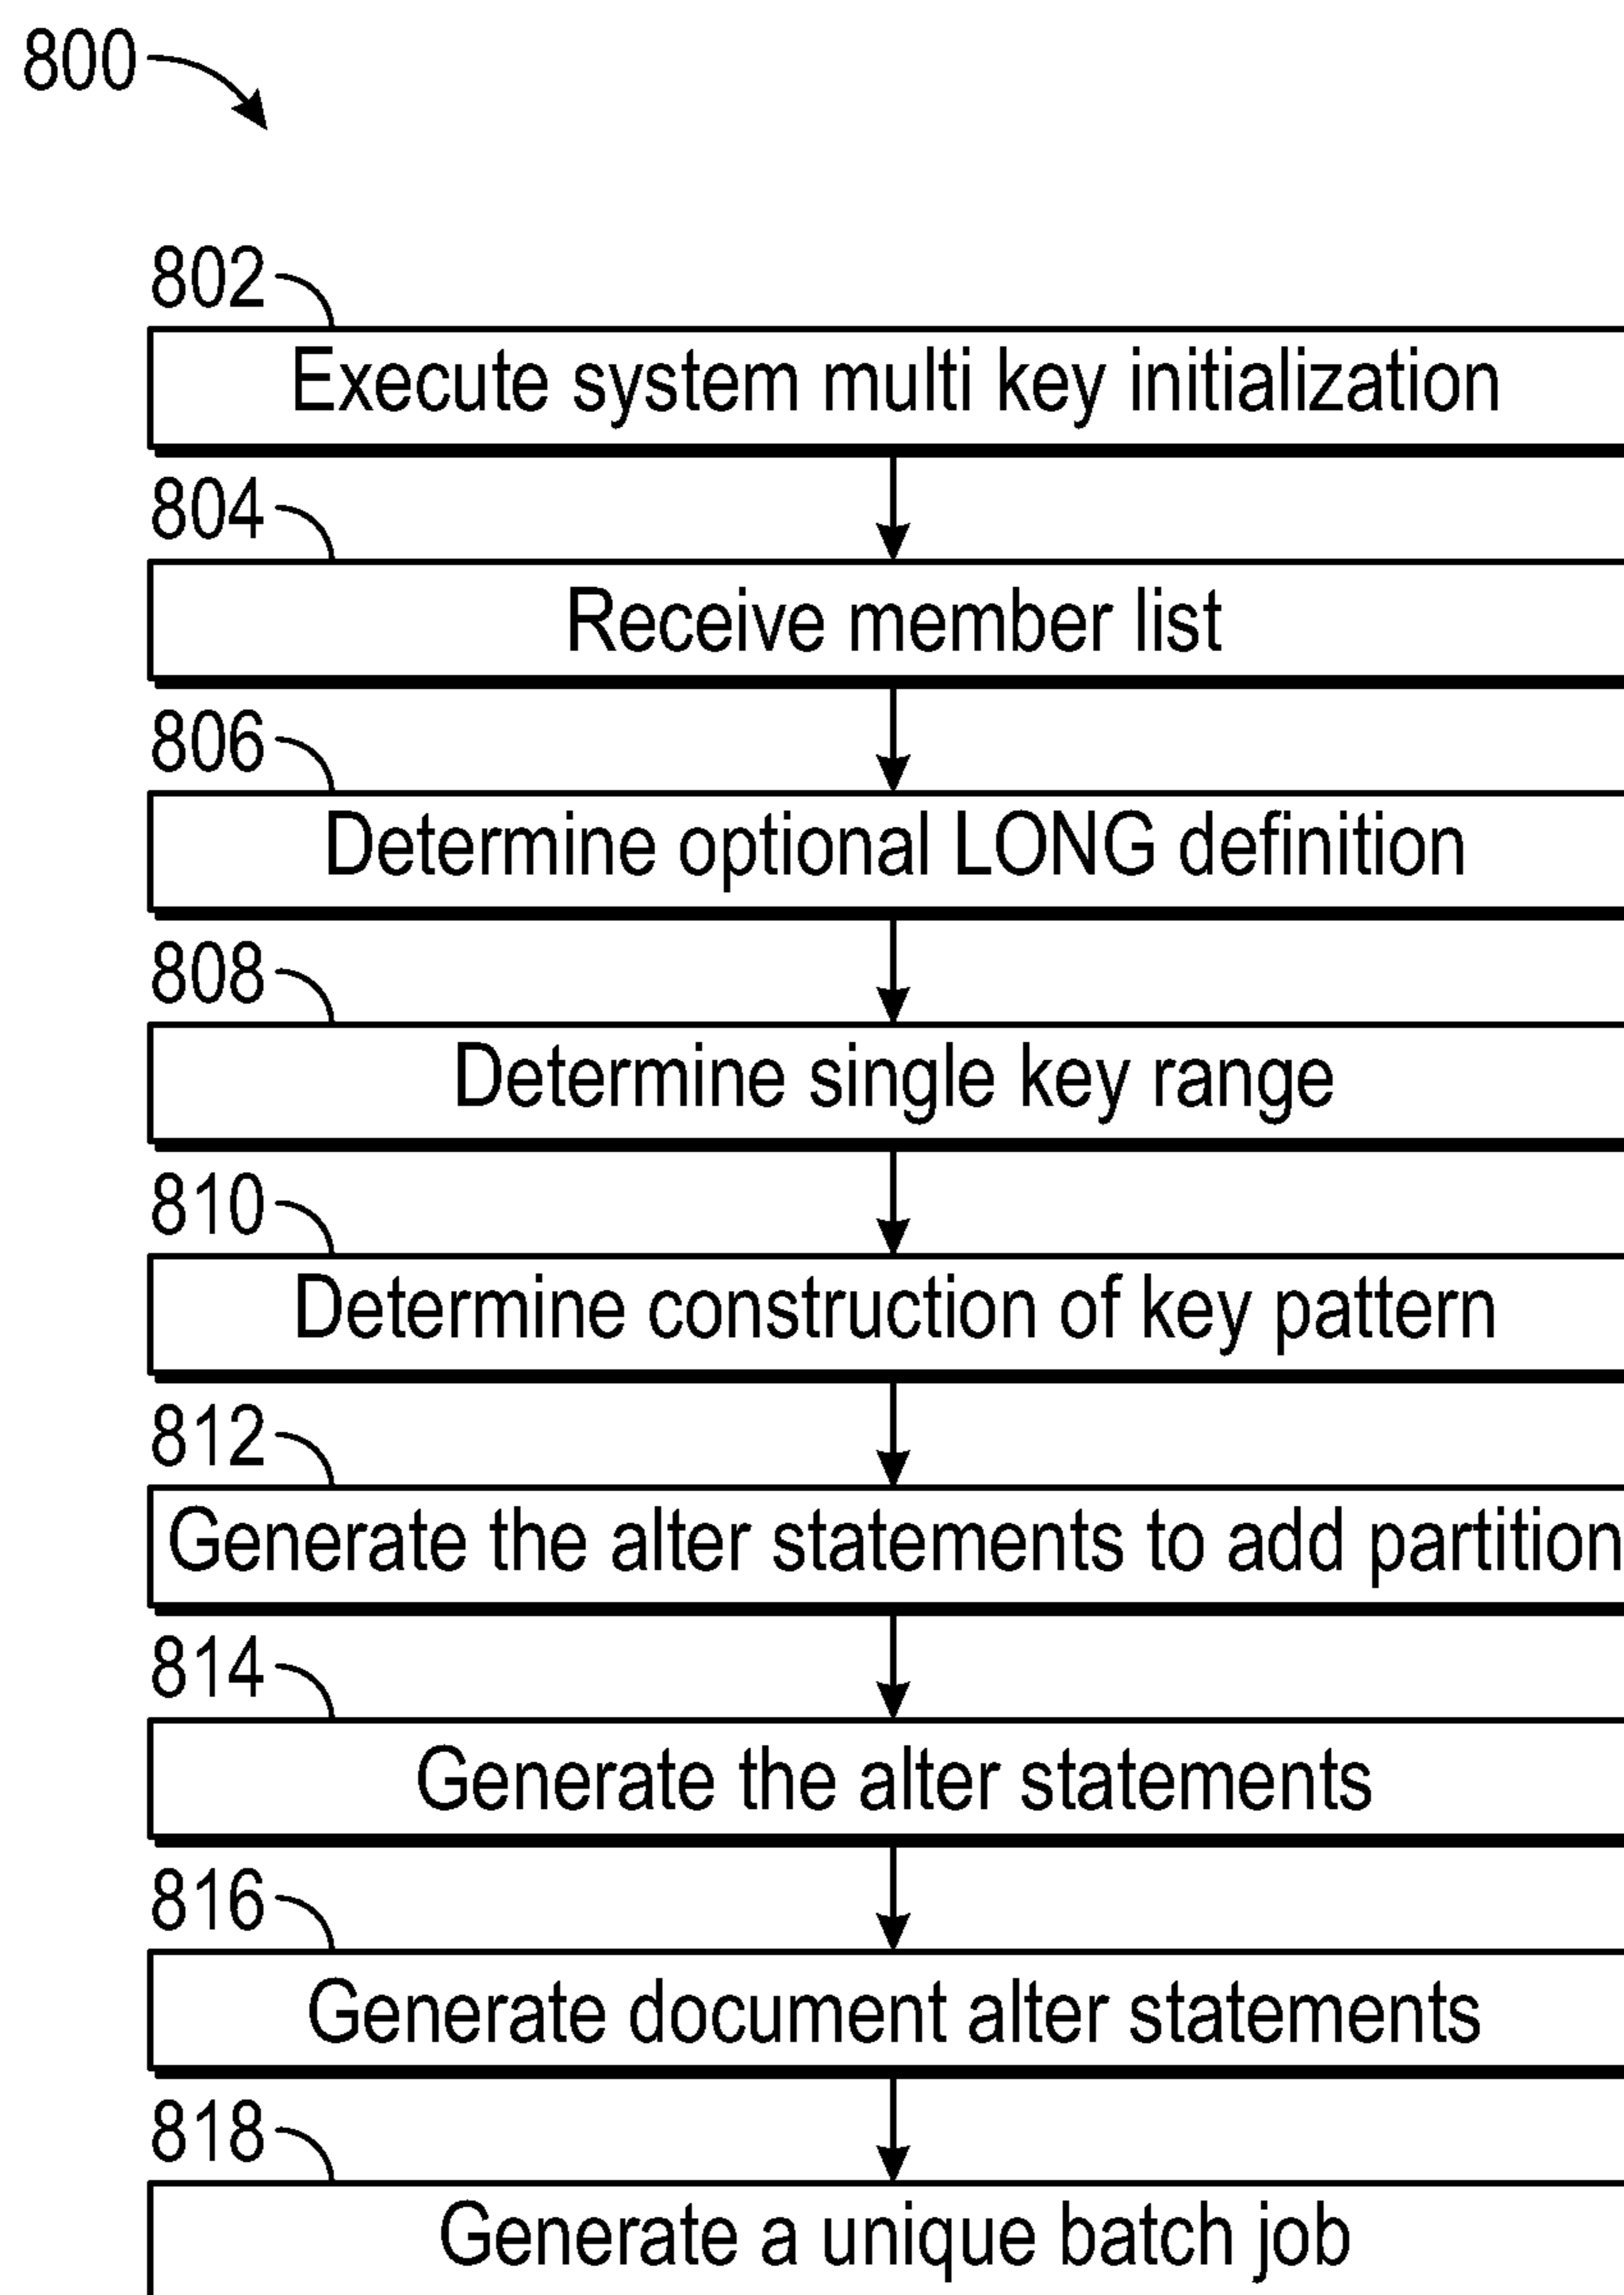 800
802
Execute system multi key initialization
804
Receive member list
806
Determine optional LONG definition
808
Determine single key range
810
Determine construction of key pattern
812
Generate the alter statements to add partition
814
Generate the alter statements
816
Generate document alter statements
818
Generate a unique batch job